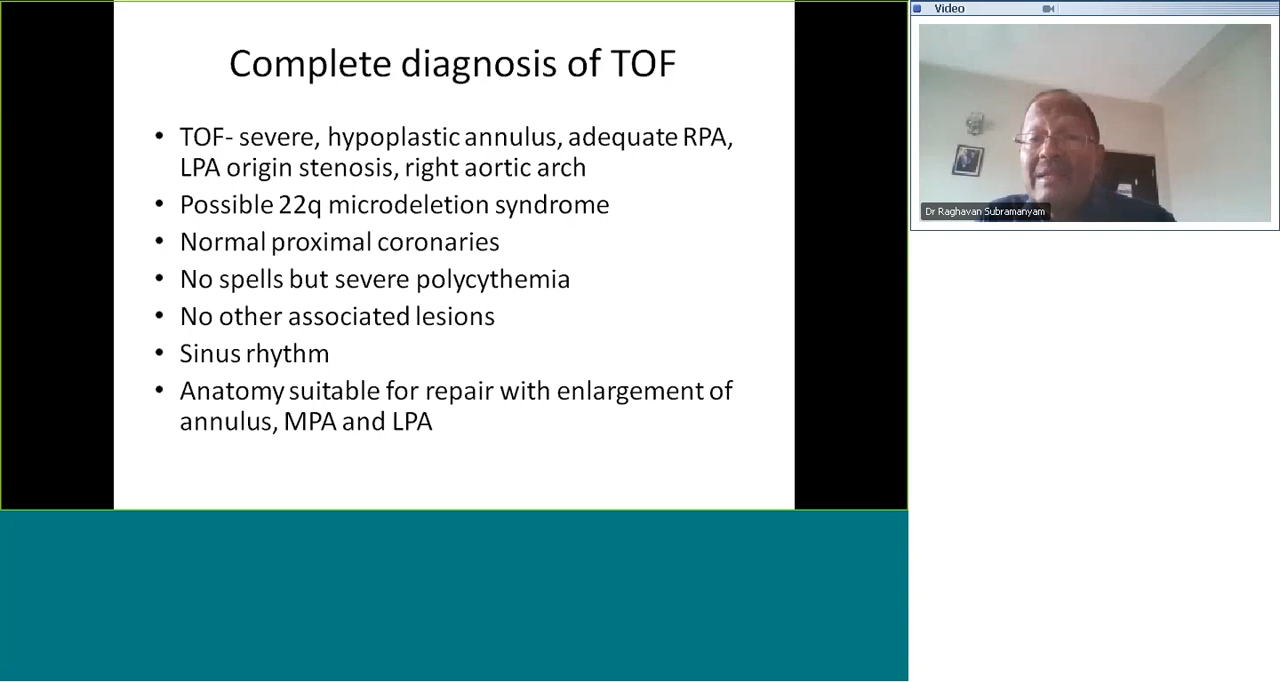 Complete diagnosis of TOF
• TOF- severe, hypoplastic annulus, adequate RPA,
LPA origin stenosis, right aortic arch
• Possible 22q microdeletion syndrome
• Normal proximal coronaries
• No spells but severe polycythemia
• No other associated lesions
• Sinus rhythm
• Anatomy suitable for repair with enlargement of
annulus, MPA and LPA
Video
Dr Raghavan Subramanyam